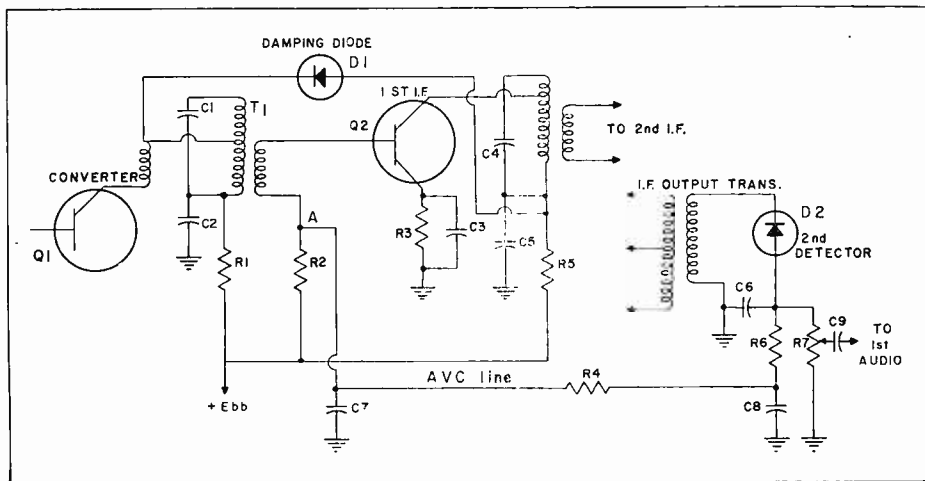 DAMPING DIODE
D1
C1
T1
1 ST I.F.
Q2
C4
TO 2nd I.F.
CONVERTER
I.F. OUTPUT TRANS.
C2
A
R3
C3
C5
D2
2nd
DETECTOR
Q1
R1
R2
R5
C6
R6
R7
C9
TO
1st
AUDIO
AVC line
R4
+ Ebb
C7
C8